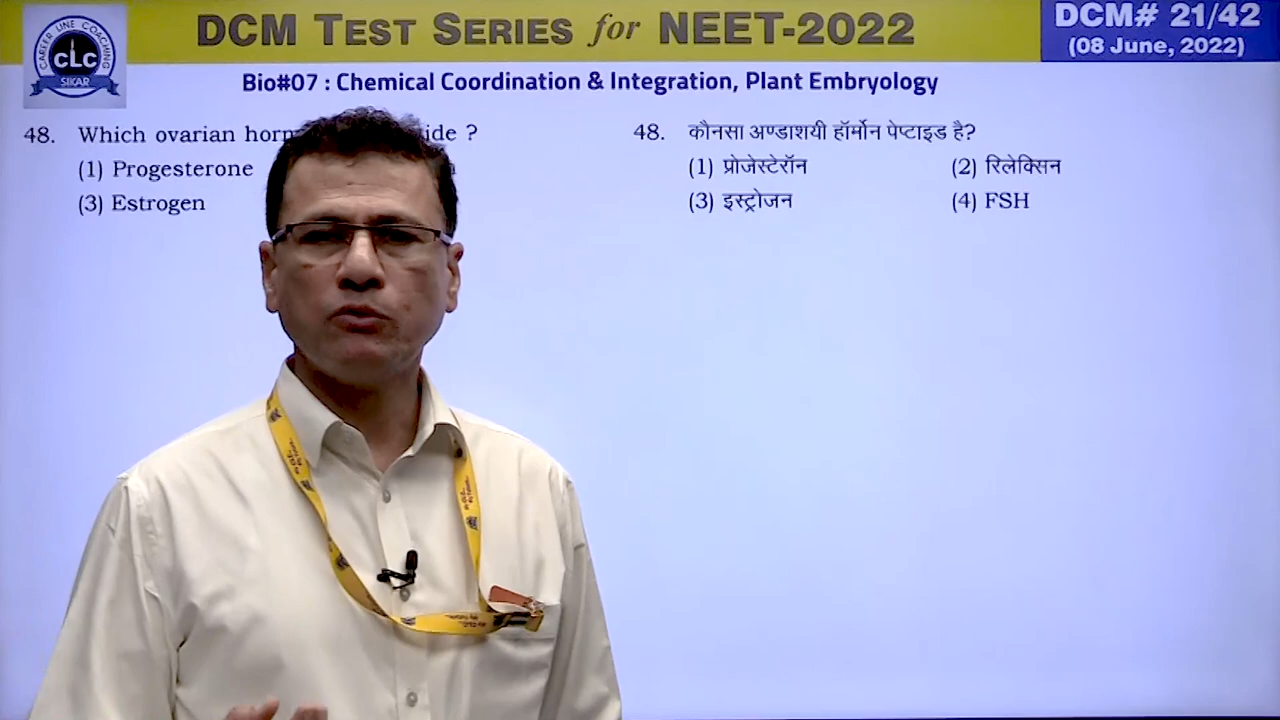 DCM TEST SERIES for NEET-2022
DCM# 21/42
(08 June, 2022)
CAREER LINE COACHING
CLC
SIKAR
Bio#07 : Chemical Coordination & Integration, Plant Embryology
48. Which ovarian ?
(1) Progesterone
(3) Estrogen
48. कौनसा अण्डाशयी हॉर्मोन पेप्टाइड है?
(1) प्रोजेस्टेरॉन (2) रिलेक्सिन
(3) इस्ट्रोजन (4) FSH